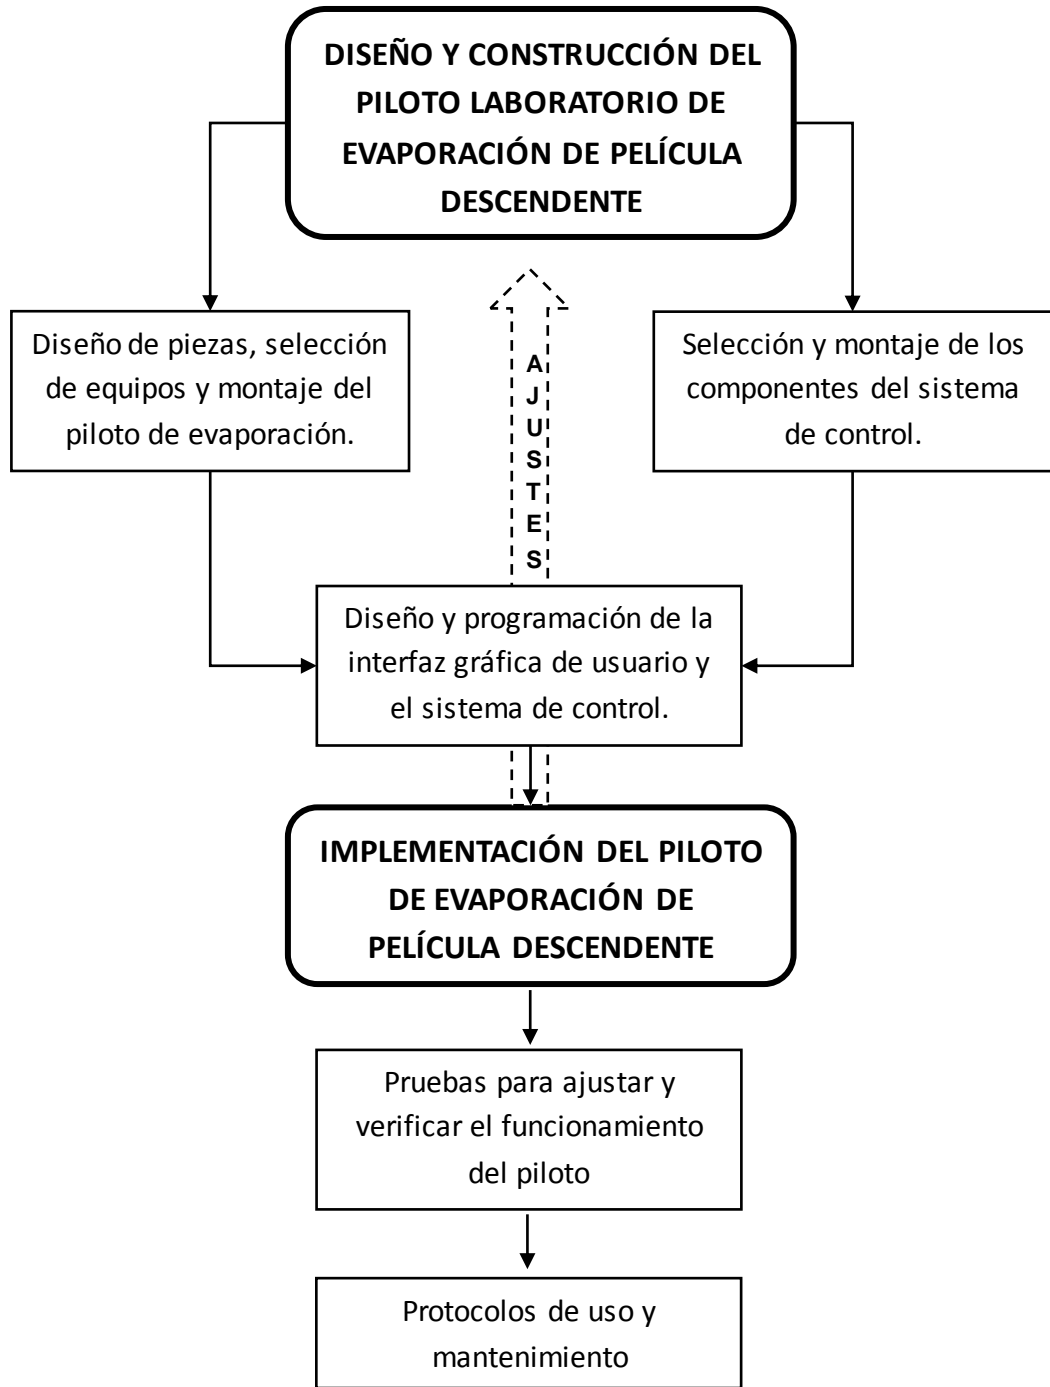 DISEÑO Y CONSTRUCCIÓN DEL
PILOTO LABORATORIO DE
EVAPORACIÓN DE PELÍCULA
DESCENDENTE
Diseño de piezas, selección
de equipos y montaje del
piloto de evaporación.
AJUSTES
Selección y montaje de los
componentes del sistema
de control.
Diseño y programación de la
interfaz gráfica de usuario y
el sistema de control.
IMPLEMENTACIÓN DEL PILOTO
DE EVAPORACIÓN DE
PELÍCULA DESCENDENTE
Pruebas para ajustar y
verificar el funcionamiento
del piloto
Protocolos de uso y
mantenimiento